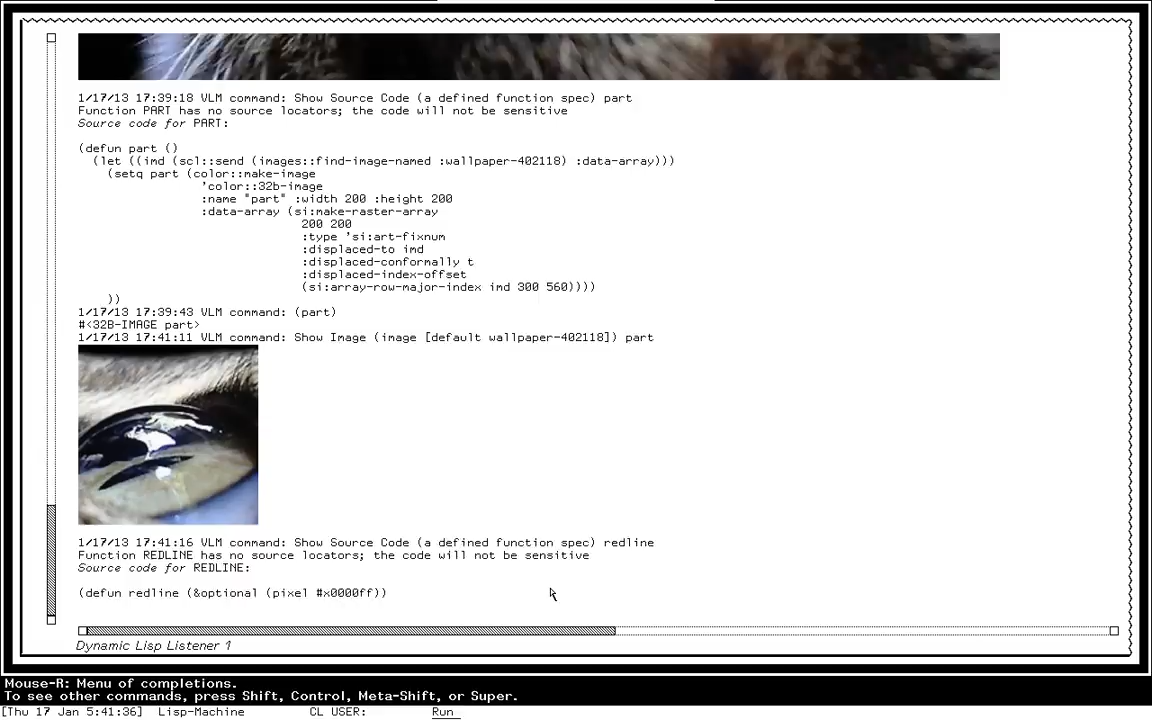 1/17/13 17:39:18 VLM command: Show Source Code (a defined function spec) part
Function PART has no source locators; the code will not be sensitive
Source code for PART:
(defun part ()
(let ((imd (scl::send (images::find-image-named :wallpaper-402118) :data-array)))
(setq part (color::make-image
'color::32b-image
:name "part" :width 200 :height 200
:data-array (si:make-raster-array
200 200
:type 'si:art-fixnum
:displaced-to imd
:displaced-conformally t
:displaced-index-offset
(si:array-row-major-index imd 300 560))))
))
1/17/13 17:39:43 VLM command: (part)
#<32B-IMAGE part>
1/17/13 17:41:11 VLM command: Show Image (image [default wallpaper-402118]) part
1/17/13 17:41:16 VLM command: Show Source Code (a defined function spec) redline
Function REDLINE has no source locators; the code will not be sensitive
Source code for REDLINE:
(defun redline (&optional (pixel #x0000ff))
Dynamic Lisp Listener 1
Mouse-R: Menu of completions.
To see other commands, press Shift, Control, Meta-Shift, or Super.
[Thu 17 Jan 5:41:36] Lisp-Machine CL USER: Run